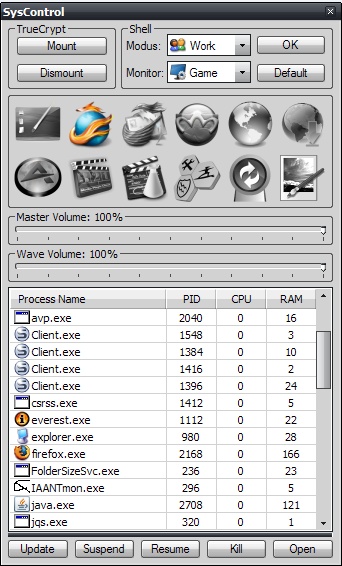 SysControl
TrueCrypt
Mount
Dismount
Shell
Modus: Work OK
Monitor: Game Default
Master Volume: 100%
Wave Volume: 100%
Process Name PID CPU RAM
avp.exe 2040 0 16
Client.exe 1548 0 3
Client.exe 1384 0 10
Client.exe 1416 0 2
Client.exe 1396 0 24
csrss.exe 1412 0 5
everest.exe 1112 0 22
explorer.exe 980 0 28
firefox.exe 2168 0 166
FolderSizeSvc.exe 236 0 23
IAANTmon.exe 296 0 5
java.exe 2708 0 121
jqs.exe 320 0 1
Update Suspend Resume Kill Open